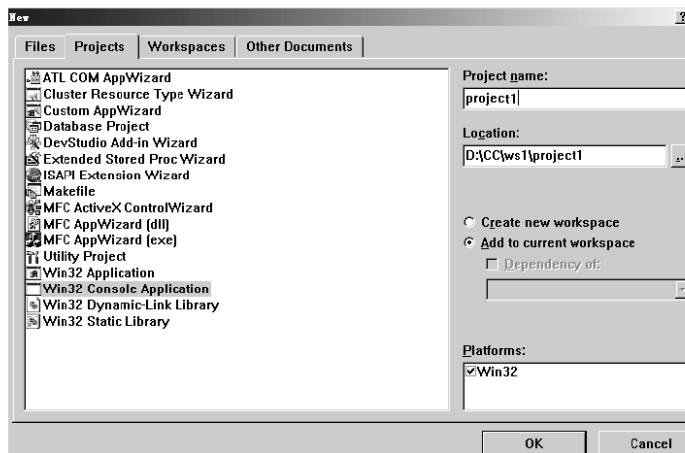 New
Files Projects Workspaces Other Documents
ATL COM AppWizard
Cluster Resource Type Wizard
Custom AppWizard
Database Project
DevStudio Add-in Wizard
Extended Stored Proc Wizard
ISAPI Extension Wizard
Makefile
MFC ActiveX ControlWizard
MFC AppWizard (dll)
MFC AppWizard (exe)
Utility Project
Win32 Application
Win32 Console Application
Win32 Dynamic-Link Library
Win32 Static Library
Project name:
project1
Location:
D:\CC\ws1\project1
Create new workspace
Add to current workspace
Dependency of:
Platforms:
Win32
OK Cancel